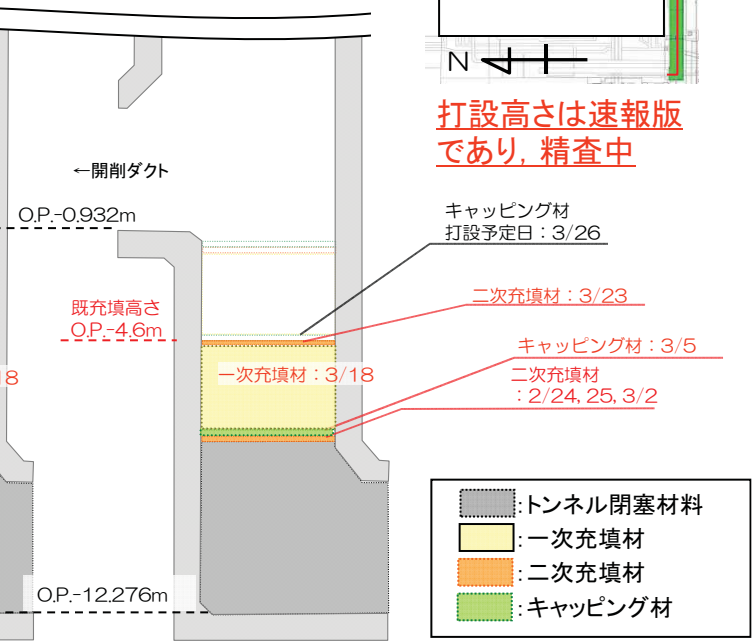 N
打設高さは速報版
であり, 精査中
←開削ダクト
O.P.-0.932m
キャッピング材
打設予定日：3/26
既充填高さ
O.P.-4.6m
二次充填材：3/23
キャッピング材：3/5
一次充填材：3/18
二次充填材
：2/24, 25, 3/2
18
O.P.-12.276m
:トンネル閉塞材料
:一次充填材
:二次充填材
:キャッピング材